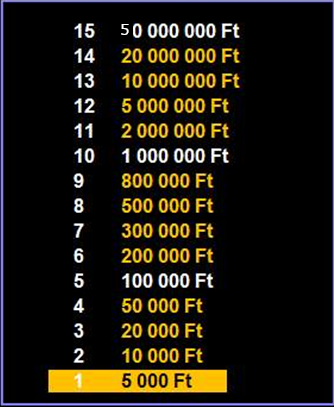 15 50 000 000 Ft
14 20 000 000 Ft
13 10 000 000 Ft
12 5 000 000 Ft
11 2 000 000 Ft
10 1 000 000 Ft
9 800 000 Ft
8 500 000 Ft
7 300 000 Ft
6 200 000 Ft
5 100 000 Ft
4 50 000 Ft
3 20 000 Ft
2 10 000 Ft
1 5 000 Ft